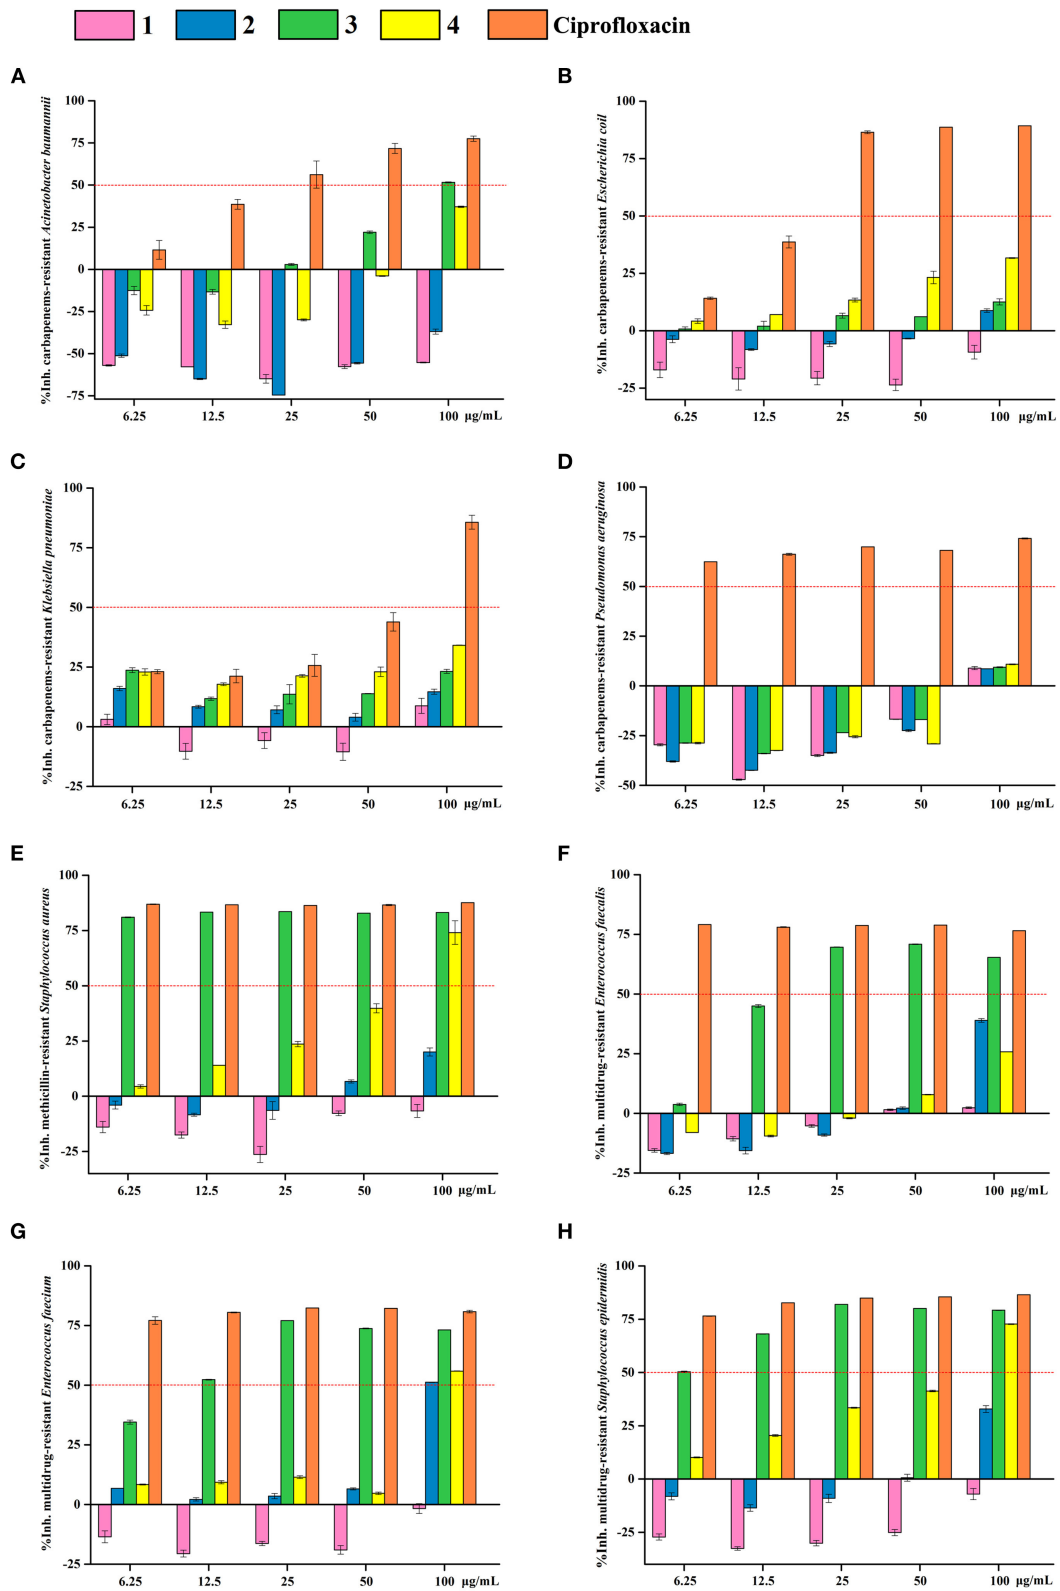 1 2 3 4 Ciprofloxacin
A
%Inh. carbapenems-resistant Acinetobacter baumannii
100
75
50
25
0
-25
-50
-75
6.25 12.5 25 50 100 µg/mL
B
%Inh. carbapenems-resistant Escherichia coil
100
75
50
25
0
-25
6.25 12.5 25 50 100 µg/mL
C
%Inh. carbapenems-resistant Klebsiella pneumoniae
100
75
50
25
0
-25
6.25 12.5 25 50 100 µg/mL
D
%Inh. carbapenems-resistant Pseudomonas aeruginosa
100
75
50
25
0
-25
-50
6.25 12.5 25 50 100 µg/mL
E
%Inh. methicillin-resistant Staphylococcus aureus
100
75
50
25
0
-25
6.25 12.5 25 50 100 µg/mL
F
%Inh. multidrug-resistant Enterococcus faecalis
100
75
50
25
0
-25
6.25 12.5 25 50 100 µg/mL
G
%Inh. multidrug-resistant Enterococcus faecium
100
75
50
25
0
-25
6.25 12.5 25 50 100 µg/mL
H
%Inh. multidrug-resistant Staphylococcus epidermidis
100
75
50
25
0
-25
6.25 12.5 25 50 100 µg/mL